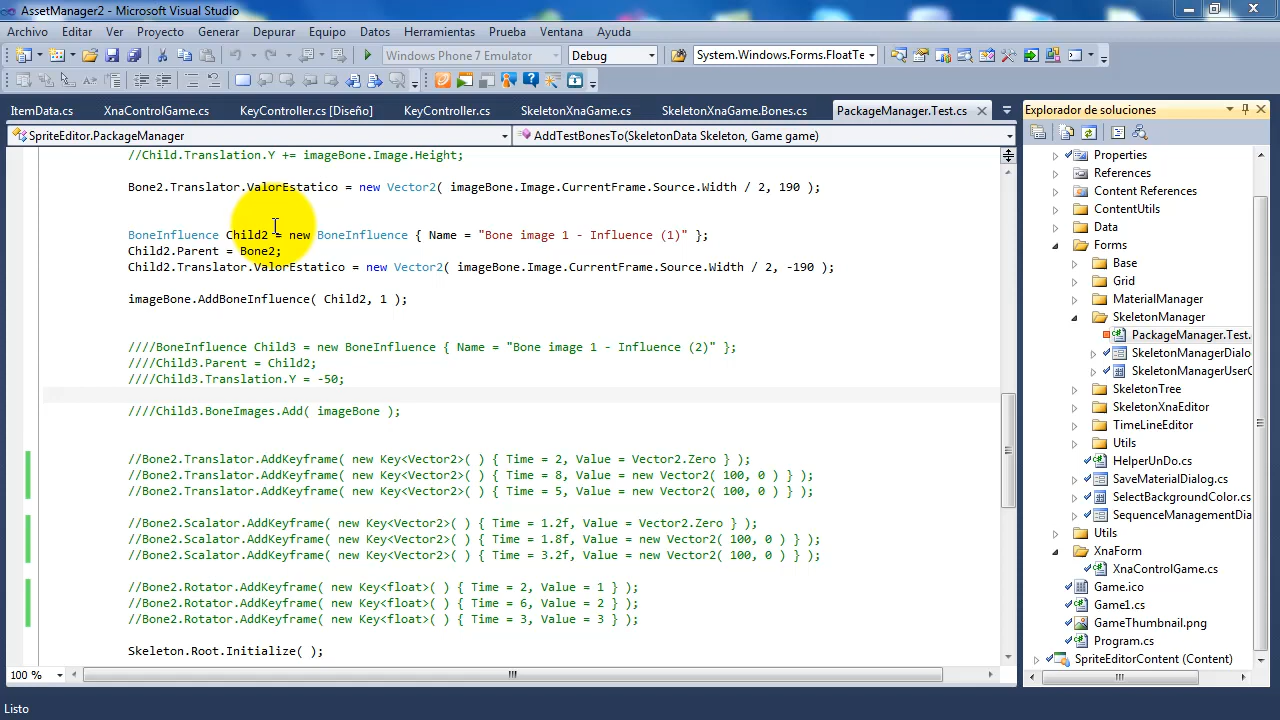 AssetManager2 - Microsoft Visual Studio
Archivo Editar Ver Proyecto Generar Depurar Equipo Datos Herramientas Prueba Ventana Ayuda
Windows Phone 7 Emulator Debug System.Windows.Forms.FloatTe
ItemData.cs XnaControlGame.cs KeyController.cs [Diseño] KeyController.cs SkeletonXnaGame.cs SkeletonXnaGame.Bones.cs PackageManager.Test.cs
SpriteEditor.PackageManager AddTestBonesTo(SkeletonData Skeleton, Game game)
//Child.Translation.Y += imageBone.Image.Height;
Bone2.Translator.ValorEstatico = new Vector2( imageBone.Image.CurrentFrame.Source.Width / 2, 190 );
BoneInfluence Child2 = new BoneInfluence { Name = "Bone image 1 - Influence (1)" };
Child2.Parent = Bone2;
Child2.Translator.ValorEstatico = new Vector2( imageBone.Image.CurrentFrame.Source.Width / 2, -190 );
imageBone.AddBoneInfluence( Child2, 1 );
////BoneInfluence Child3 = new BoneInfluence { Name = "Bone image 1 - Influence (2)" };
////Child3.Parent = Child2;
////Child3.Translation.Y = -50;
////Child3.BoneImages.Add( imageBone );
//Bone2.Translator.AddKeyframe( new Key<Vector2>( ) { Time = 2, Value = Vector2.Zero } );
//Bone2.Translator.AddKeyframe( new Key<Vector2>( ) { Time = 8, Value = new Vector2( 100, 0 ) } );
//Bone2.Translator.AddKeyframe( new Key<Vector2>( ) { Time = 5, Value = new Vector2( 100, 0 ) } );
//Bone2.Scalator.AddKeyframe( new Key<Vector2>( ) { Time = 1.2f, Value = Vector2.Zero } );
//Bone2.Scalator.AddKeyframe( new Key<Vector2>( ) { Time = 1.8f, Value = new Vector2( 100, 0 ) } );
//Bone2.Scalator.AddKeyframe( new Key<Vector2>( ) { Time = 3.2f, Value = new Vector2( 100, 0 ) } );
//Bone2.Rotator.AddKeyframe( new Key<float>( ) { Time = 2, Value = 1 } );
//Bone2.Rotator.AddKeyframe( new Key<float>( ) { Time = 6, Value = 2 } );
//Bone2.Rotator.AddKeyframe( new Key<float>( ) { Time = 3, Value = 3 } );
Skeleton.Root.Initialize( );
100 %
Listo
Explorador de soluciones
Properties
References
Content References
ContentUtils
Data
Forms
Base
Grid
MaterialManager
SkeletonManager
PackageManager.Test.
SkeletonManagerDialo
SkeletonManagerUserC
SkeletonTree
SkeletonXnaEditor
TimeLineEditor
Utils
HelperUnDo.cs
SaveMaterialDialog.cs
SelectBackgroundColor.cs
SequenceManagementDia
Utils
XnaForm
XnaControlGame.cs
Game.ico
Game1.cs
GameThumbnail.png
Program.cs
SpriteEditorContent (Content)